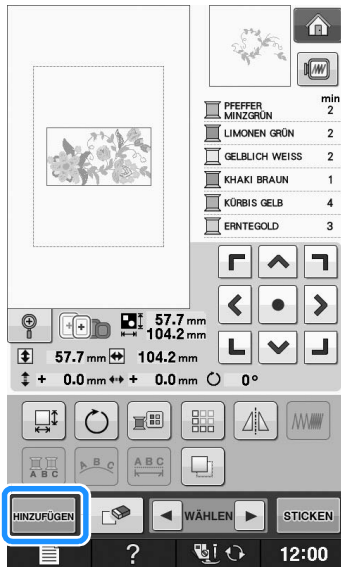 min
PFEFFER
MINZGRÜN 2
LIMONEN GRÜN 2
GELBLICH WEISS 2
KHAKI BRAUN 1
KÜRBIS GELB 4
ERNTEGOLD 3
57.7 mm
104.2 mm
57.7 mm 104.2 mm
+ 0.0 mm + 0.0 mm 0°
A B C
A B C
A B C
HINZUFÜGEN
WÄHLEN
STICKEN
? 12:00